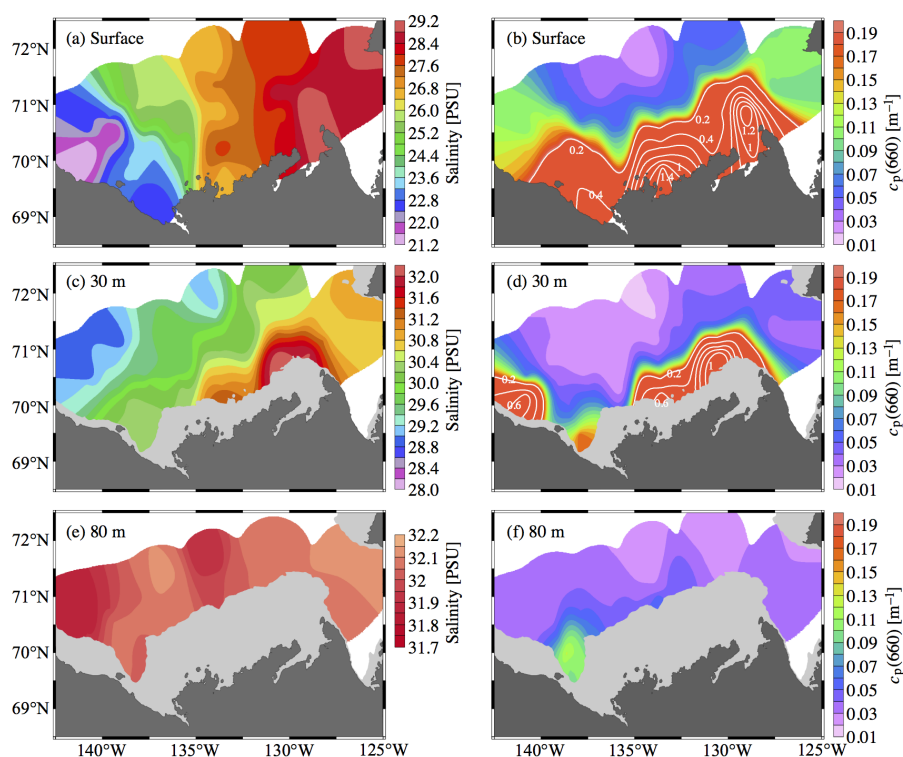 (a) Surface
72°N
71°N
70°N
69°N
29.2
28.4
27.6
26.8
26.0
25.2
24.4
23.6
22.8
22.0
21.2
Salinity [PSU]
(b) Surface
0.2
0.2
0.4
0.4
1
1.4
1.2
1
0.19
0.17
0.15
0.13
0.11
0.09
0.07
0.05
0.03
0.01
cp(660) [m⁻¹]
(c) 30 m
72°N
71°N
70°N
69°N
32.0
31.6
31.2
30.8
30.4
30.0
29.6
29.2
28.8
28.4
28.0
Salinity [PSU]
(d) 30 m
0.2
0.6
0.2
0.6
1
0.19
0.17
0.15
0.13
0.11
0.09
0.07
0.05
0.03
0.01
cp(660) [m⁻¹]
(e) 80 m
72°N
71°N
70°N
69°N
140°W
135°W
130°W
125°W
32.2
32.1
32
31.9
31.8
31.7
Salinity [PSU]
(f) 80 m
140°W
135°W
130°W
125°W
0.19
0.17
0.15
0.13
0.11
0.09
0.07
0.05
0.03
0.01
cp(660) [m⁻¹]